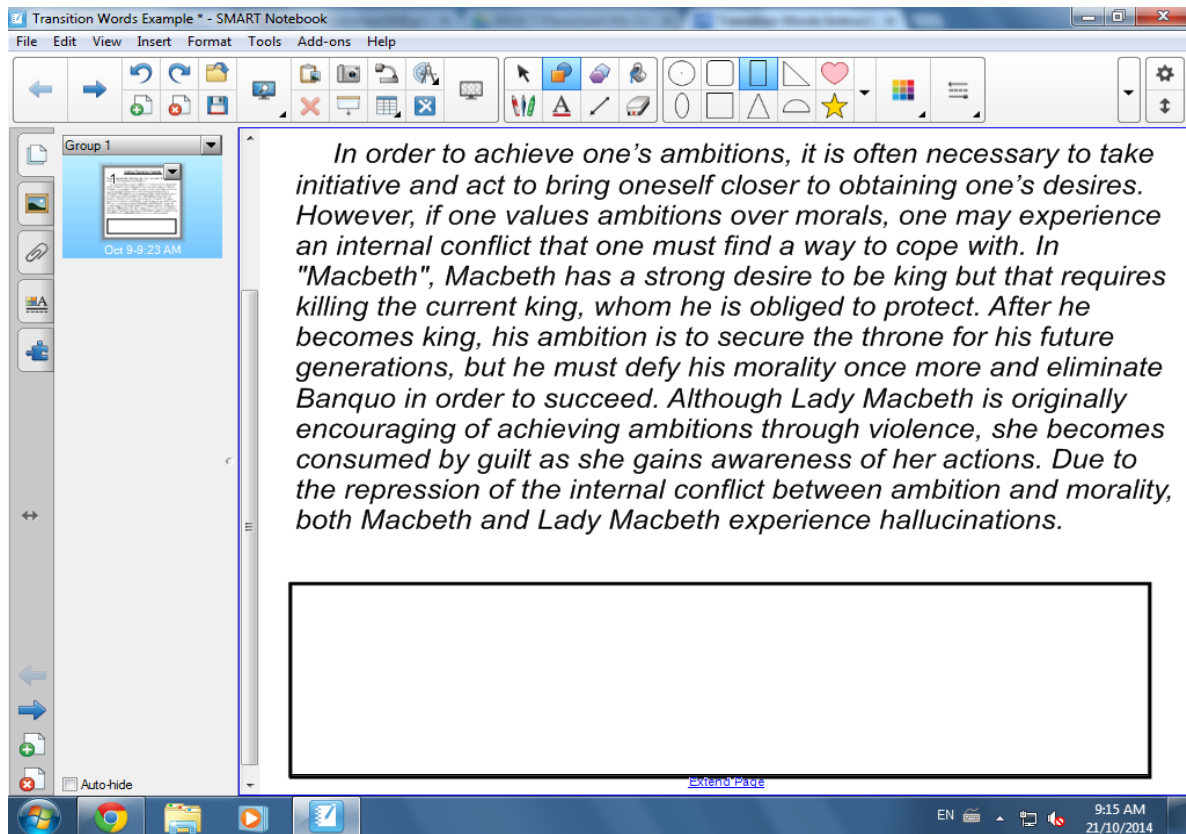 Transition Words Example * - SMART Notebook
File Edit View Insert Format Tools Add-ons Help
Group 1
Oct 9-9:23 AM
In order to achieve one's ambitions, it is often necessary to take
initiative and act to bring oneself closer to obtaining one's desires.
However, if one values ambitions over morals, one may experience
an internal conflict that one must find a way to cope with. In
"Macbeth", Macbeth has a strong desire to be king but that requires
killing the current king, whom he is obliged to protect. After he
becomes king, his ambition is to secure the throne for his future
generations, but he must defy his morality once more and eliminate
Banquo in order to succeed. Although Lady Macbeth is originally
encouraging of achieving ambitions through violence, she becomes
consumed by guilt as she gains awareness of her actions. Due to
the repression of the internal conflict between ambition and morality,
both Macbeth and Lady Macbeth experience hallucinations.
Extend Page
Auto-hide
EN
9:15 AM
21/10/2014